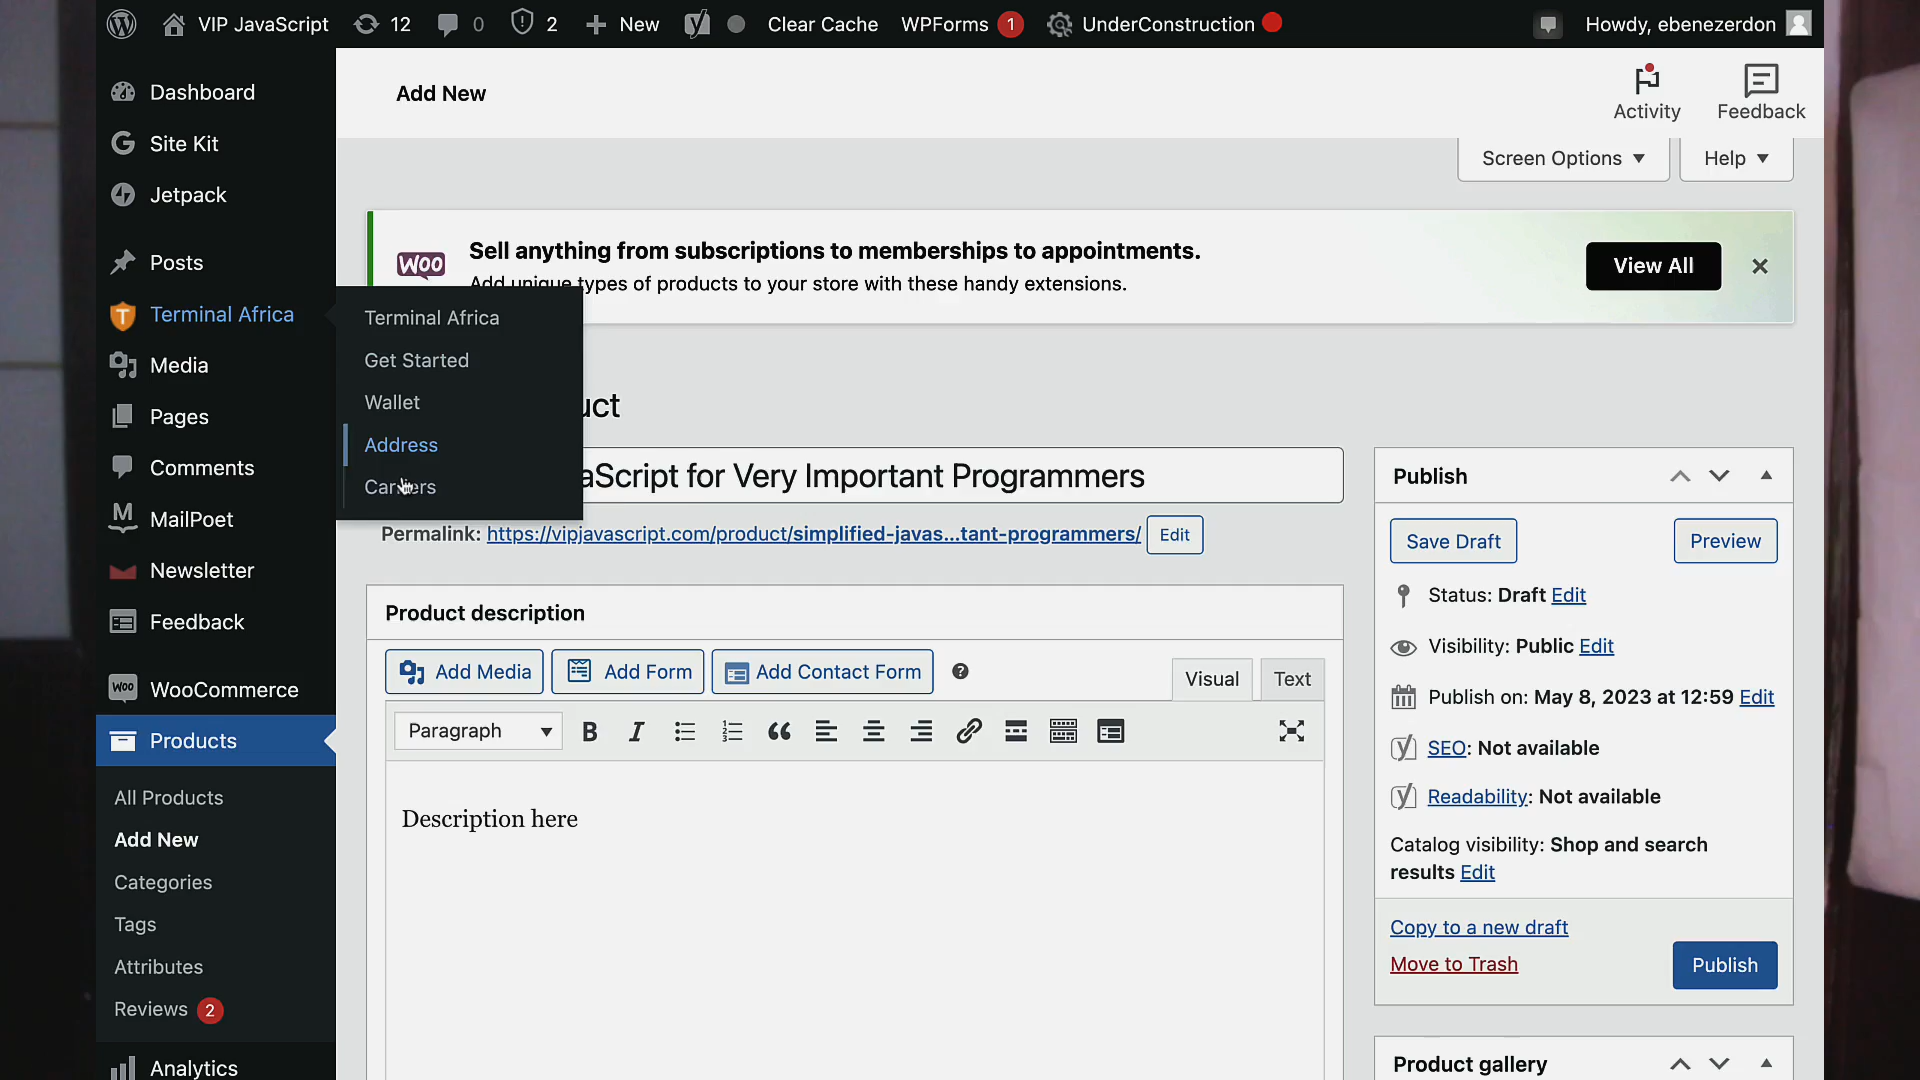 VIP JavaScript 12 0 2 New Clear Cache WPForms 1 UnderConstruction Howdy, ebenezerdon
Dashboard
Site Kit
Jetpack
Posts
Terminal Africa
Media
Pages
Comments
MailPoet
Newsletter
Feedback
WOO WooCommerce
Products
All Products
Add New
Categories
Tags
Attributes
Reviews 2
Analytics
Terminal Africa
Get Started
Wallet
Address
Carriers
Add New
Activity
Feedback
Screen Options
Help
WOO
Sell anything from subscriptions to memberships to appointments.
Add unique types of products to your store with these handy extensions.
View All
uct
aScript for Very Important Programmers
Permalink: https://vipjavascript.com/product/simplified-javas...tant-programmers/ Edit
Product description
Add Media Add Form Add Contact Form
Visual Text
Paragraph
Description here
Publish
Save Draft Preview
Status: Draft Edit
Visibility: Public Edit
Publish on: May 8, 2023 at 12:59 Edit
SEO: Not available
Readability: Not available
Catalog visibility: Shop and search
results Edit
Copy to a new draft
Move to Trash
Publish
Product gallery